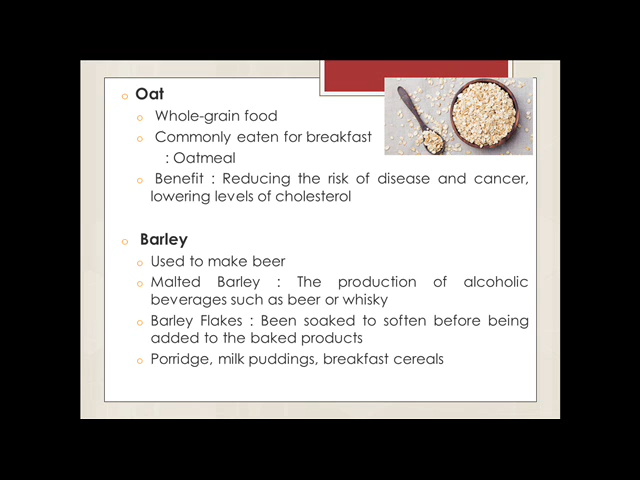 Oat
Whole-grain food
Commonly eaten for breakfast
: Oatmeal
Benefit : Reducing the risk of disease and cancer,
lowering levels of cholesterol
Barley
Used to make beer
Malted Barley : The production of alcoholic
beverages such as beer or whisky
Barley Flakes : Been soaked to soften before being
added to the baked products
Porridge, milk puddings, breakfast cereals